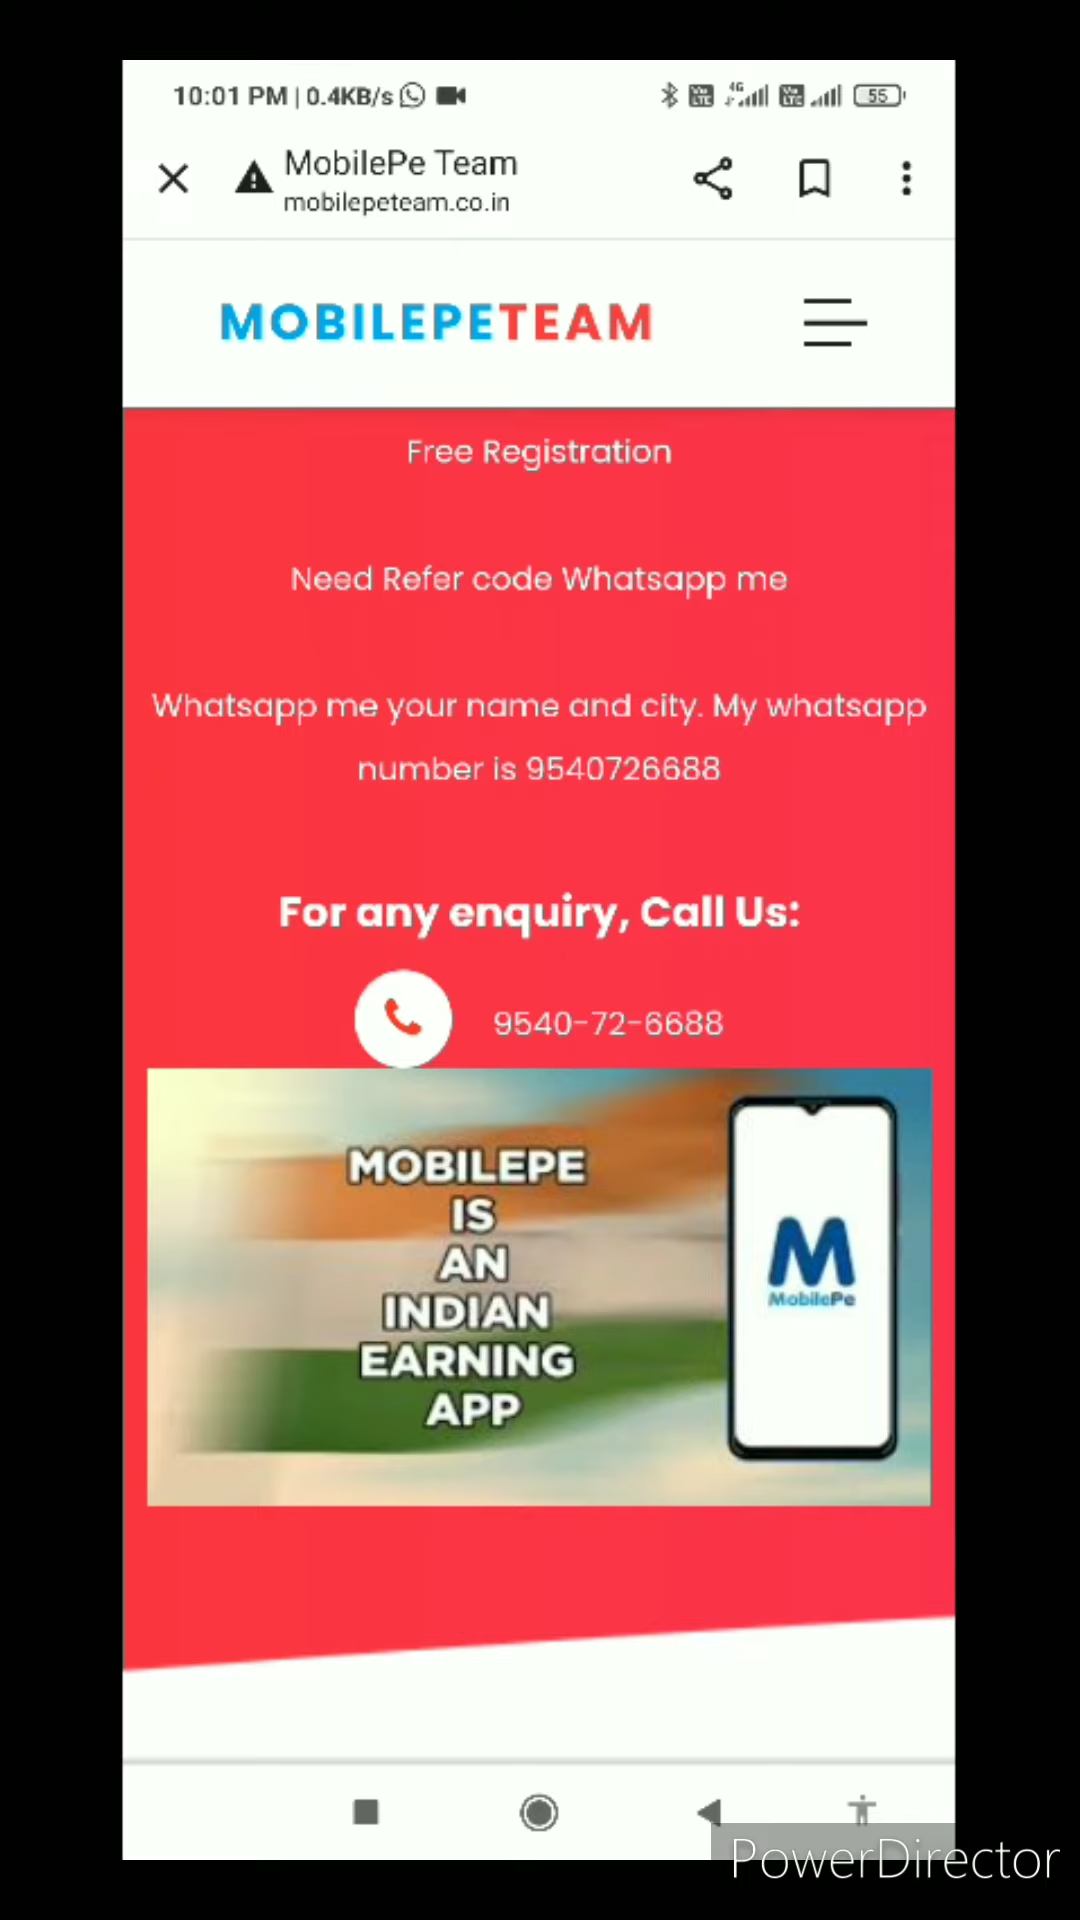 10:01 PM | 0.4KB/s
4G
55
MobilePe Team
mobilepeteam.co.in
MOBILEPETEAM
Free Registration
Need Refer code Whatsapp me
Whatsapp me your name and city. My whatsapp
number is 9540726688
For any enquiry, Call Us:
9540-72-6688
MOBILEPE
IS
AN
INDIAN
EARNING
APP
M
MobilePe
PowerDirector